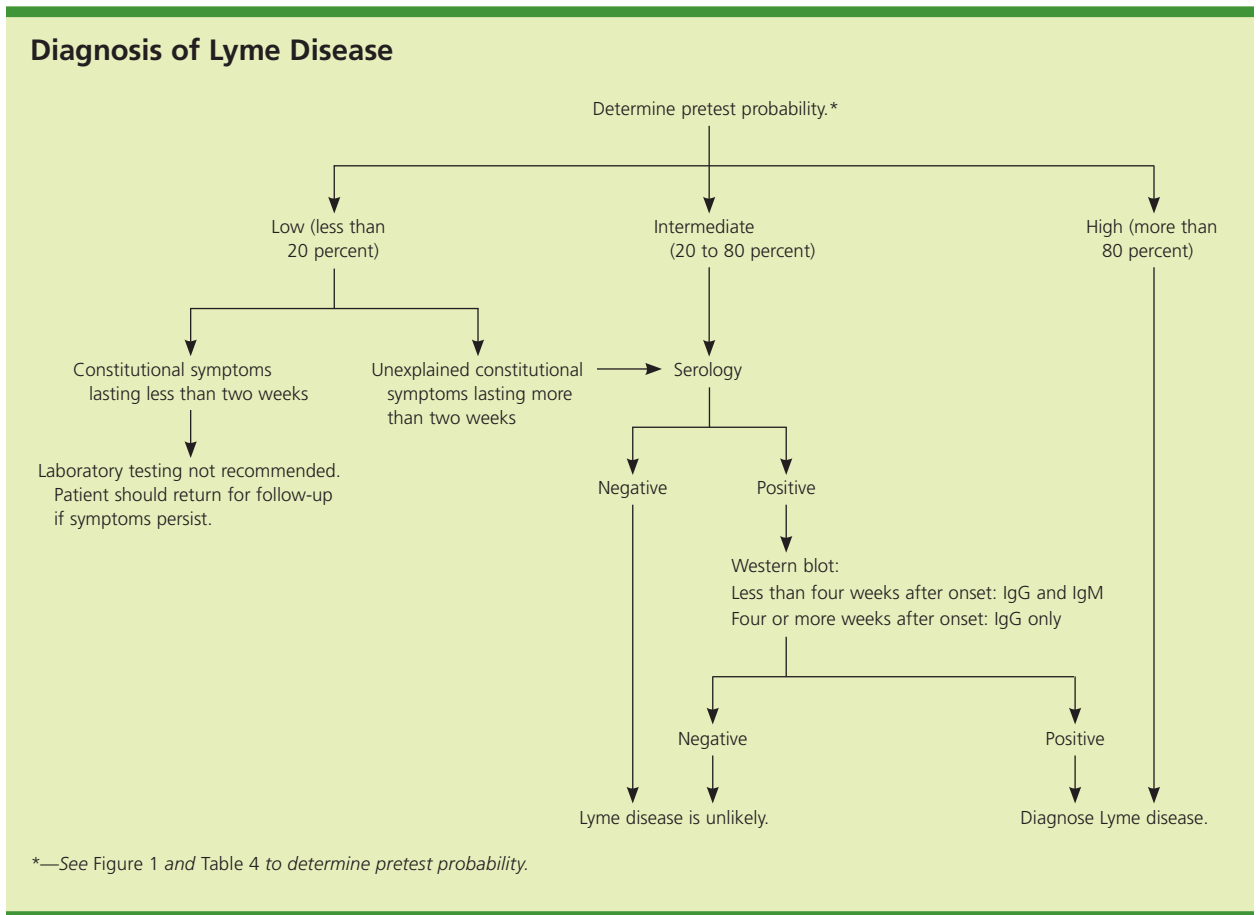 Diagnosis of Lyme Disease
Determine pretest probability.*
Low (less than
20 percent)
Intermediate
(20 to 80 percent)
High (more than
80 percent)
Constitutional symptoms
lasting less than two weeks
Unexplained constitutional
symptoms lasting more
than two weeks
Serology
Laboratory testing not recommended.
Patient should return for follow-up
if symptoms persist.
Negative
Positive
Western blot:
Less than four weeks after onset: IgG and IgM
Four or more weeks after onset: IgG only
Negative
Positive
Lyme disease is unlikely.
Diagnose Lyme disease.
*—See Figure 1 and Table 4 to determine pretest probability.